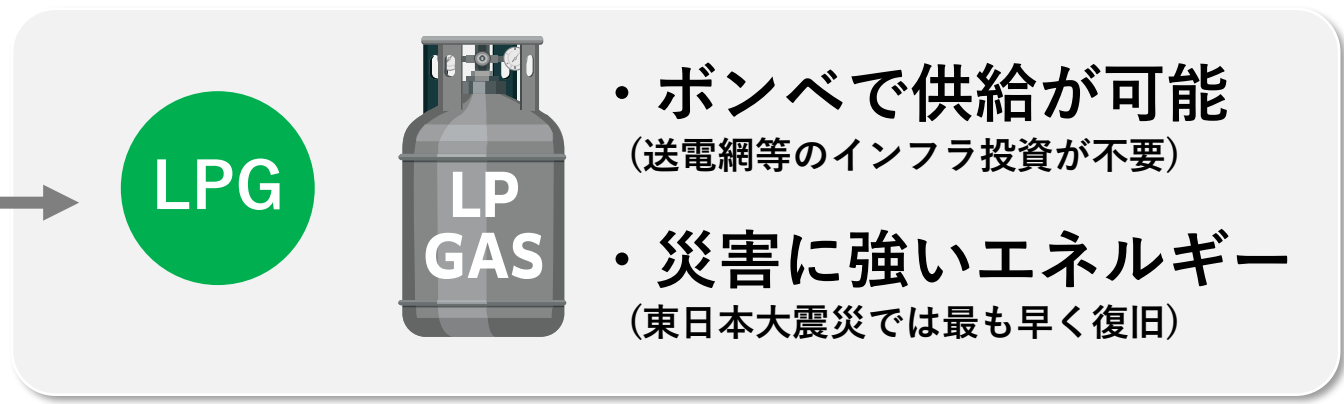 LPG
LP
GAS
・ボンベで供給が可能
(送電網等のインフラ投資が不要)
・災害に強いエネルギー
(東日本大震災では最も早く復旧)